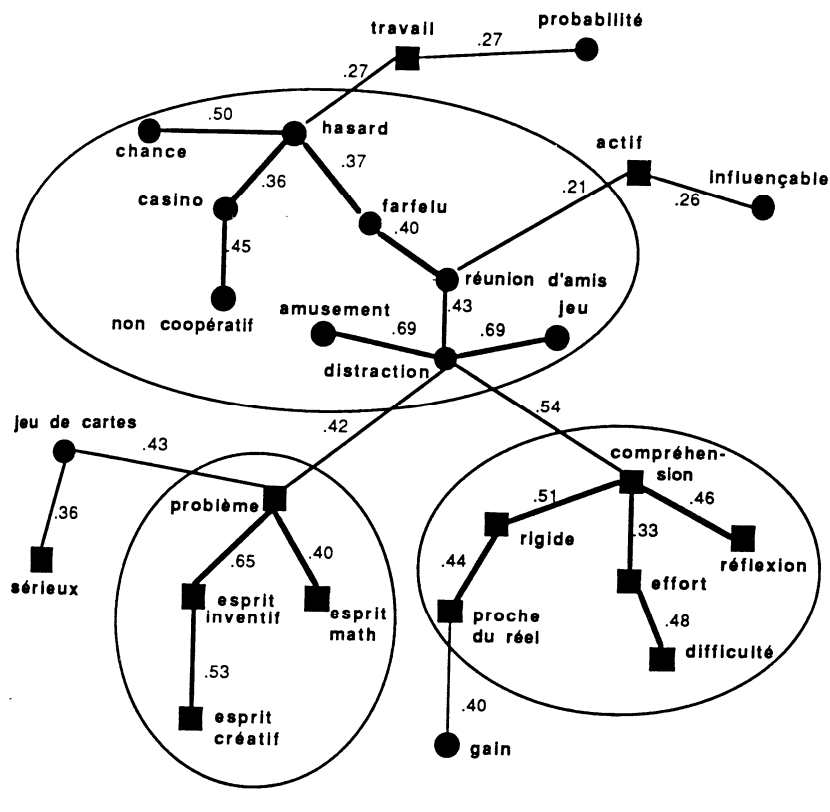 travail
probabilité
.27
.27
.50
hasard
chance
.37
actif
.36
.21
influençable
casino
farfelu
.26
.40
.45
réunion d'amis
non coopératif
amusement
.43
jeu
.69
.69
distraction
.42
.54
jeu de cartes
.43
compréhen-
sion
problème
.51
.46
.36
rigide
.33
réflexion
.65
.40
.44
sérieux
effort
esprit
inventif
esprit
math
proche
du réel
.48
difficulté
.53
esprit
créatif
.40
gain